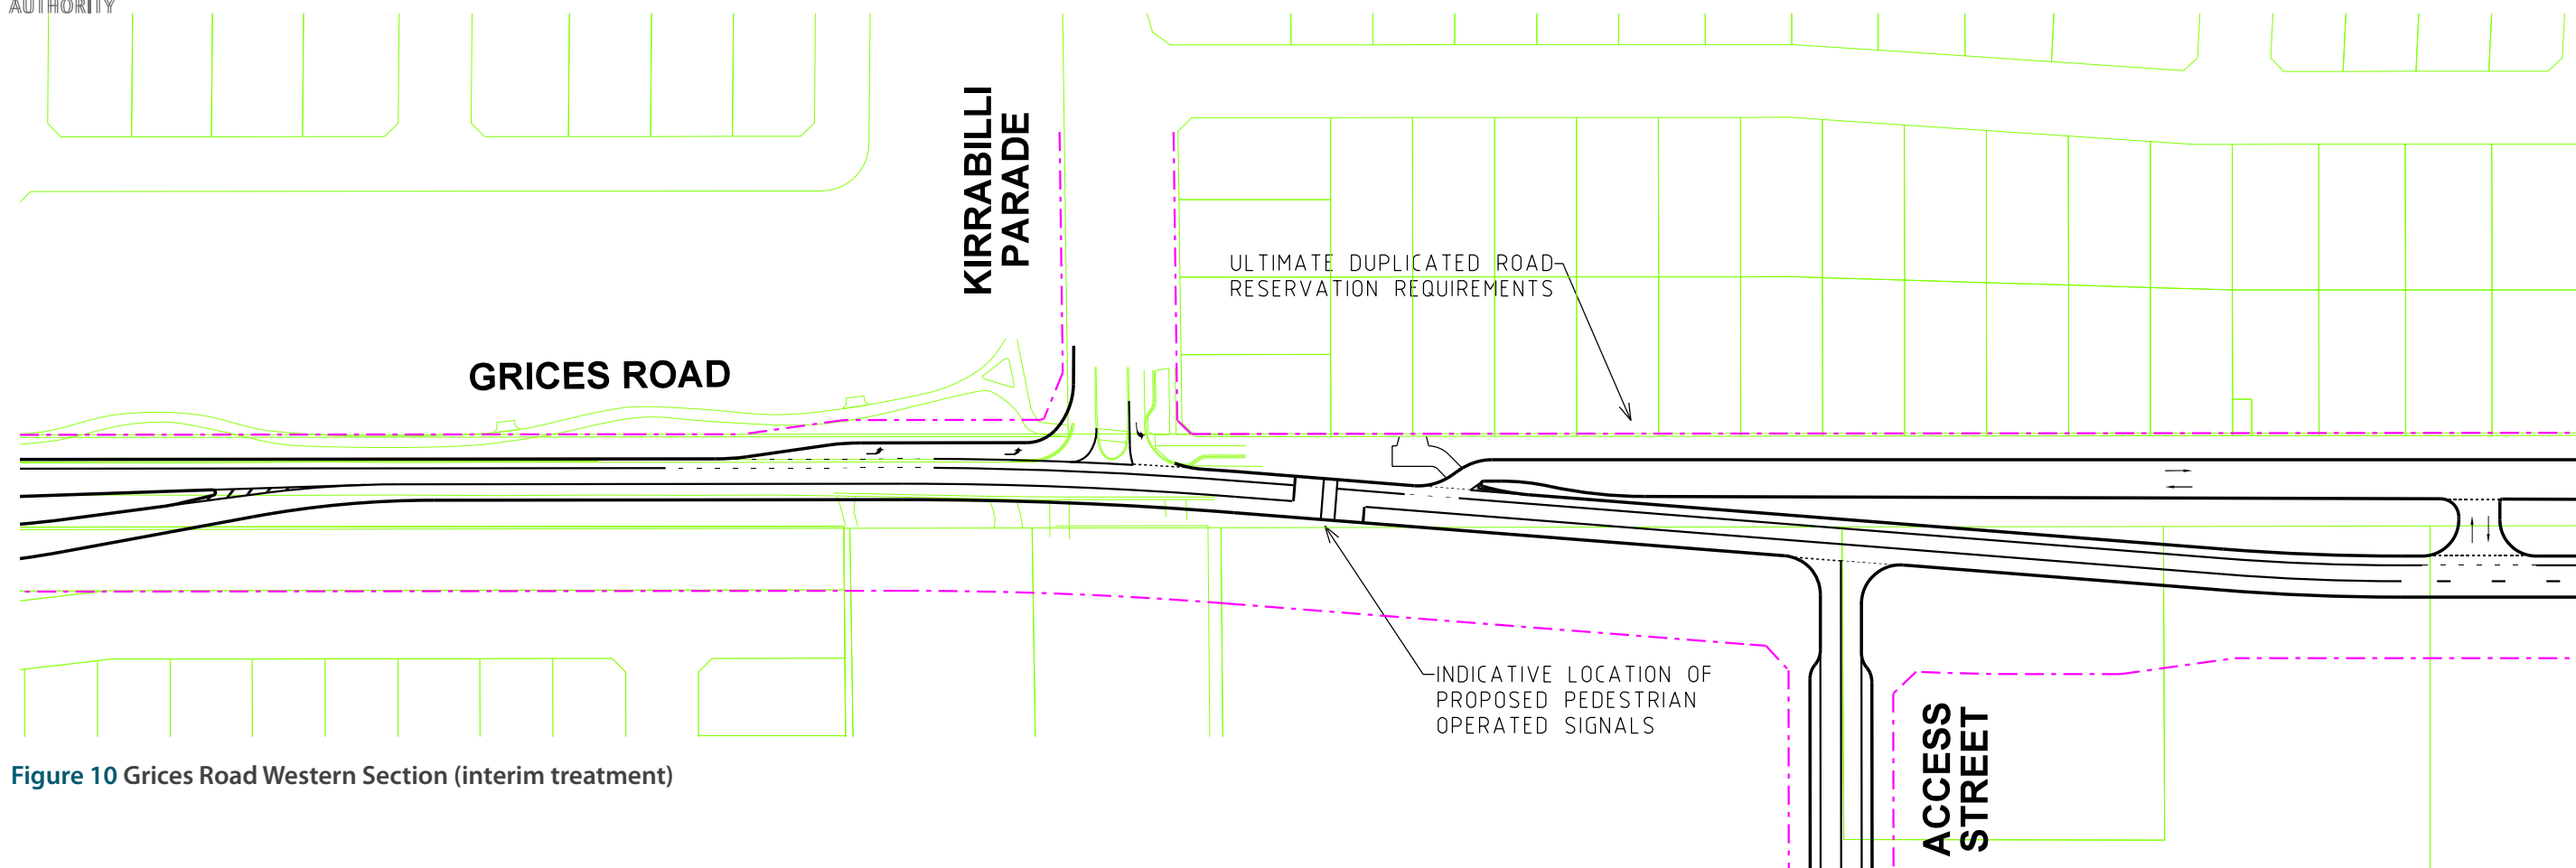 AUTHORITY
KIRRABILLI
PARADE
ULTIMATE DUPLICATED ROAD
RESERVATION REQUIREMENTS
GRICES ROAD
INDICATIVE LOCATION OF
PROPOSED PEDESTRIAN
OPERATED SIGNALS
ACCESS
STREET
Figure 10 Grices Road Western Section (interim treatment)